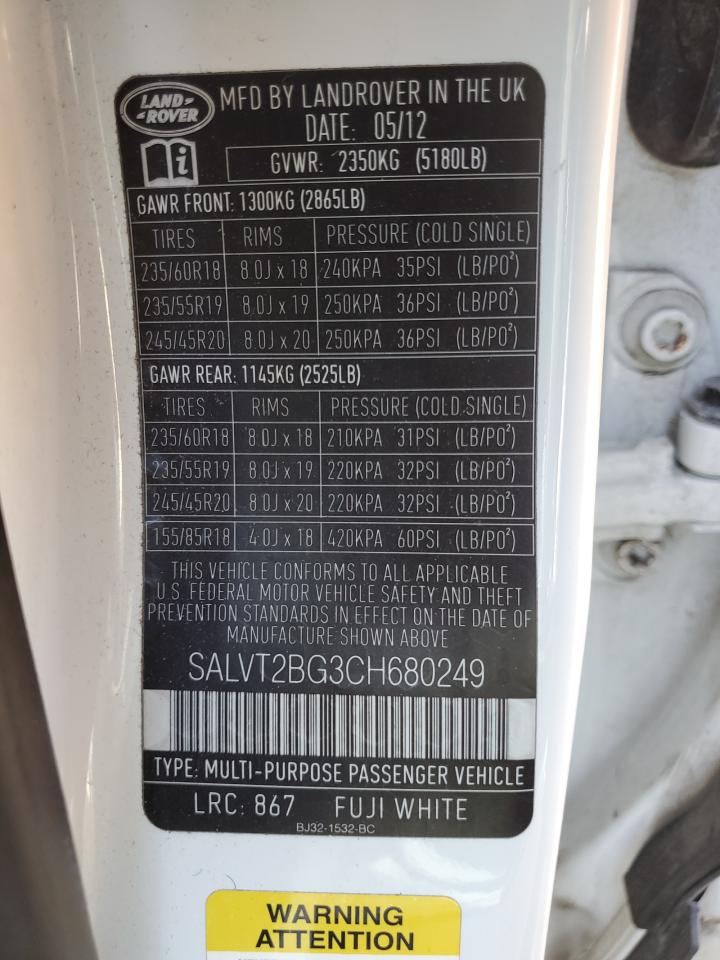 LAND-
-ROVER
MFD BY LANDROVER IN THE UK
DATE: 05/12
i
GVWR: 2350KG (5180LB)
GAWR FRONT: 1300KG (2865LB)
TIRES RIMS PRESSURE (COLD SINGLE)
235/60R18 8.0J x 18 240KPA 35PSI (LB/PO²)
235/55R19 8.0J x 19 250KPA 36PSI (LB/PO²)
245/45R20 8.0J x 20 250KPA 36PSI (LB/PO²)
GAWR REAR: 1145KG (2525LB)
TIRES RIMS PRESSURE (COLD SINGLE)
235/60R18 8.0J x 18 210KPA 31PSI (LB/PO²)
235/55R19 8.0J x 19 220KPA 32PSI (LB/PO²)
245/45R20 8.0J x 20 220KPA 32PSI (LB/PO²)
155/85R18 4.0J x 18 420KPA 60PSI (LB/PO²)
THIS VEHICLE CONFORMS TO ALL APPLICABLE
U.S. FEDERAL MOTOR VEHICLE SAFETY AND THEFT
PREVENTION STANDARDS IN EFFECT ON THE DATE OF
MANUFACTURE SHOWN ABOVE
SALVT2BG3CH680249
TYPE: MULTI-PURPOSE PASSENGER VEHICLE
LRC: 867 FUJI WHITE
BJ32-1532-BC
WARNING
ATTENTION